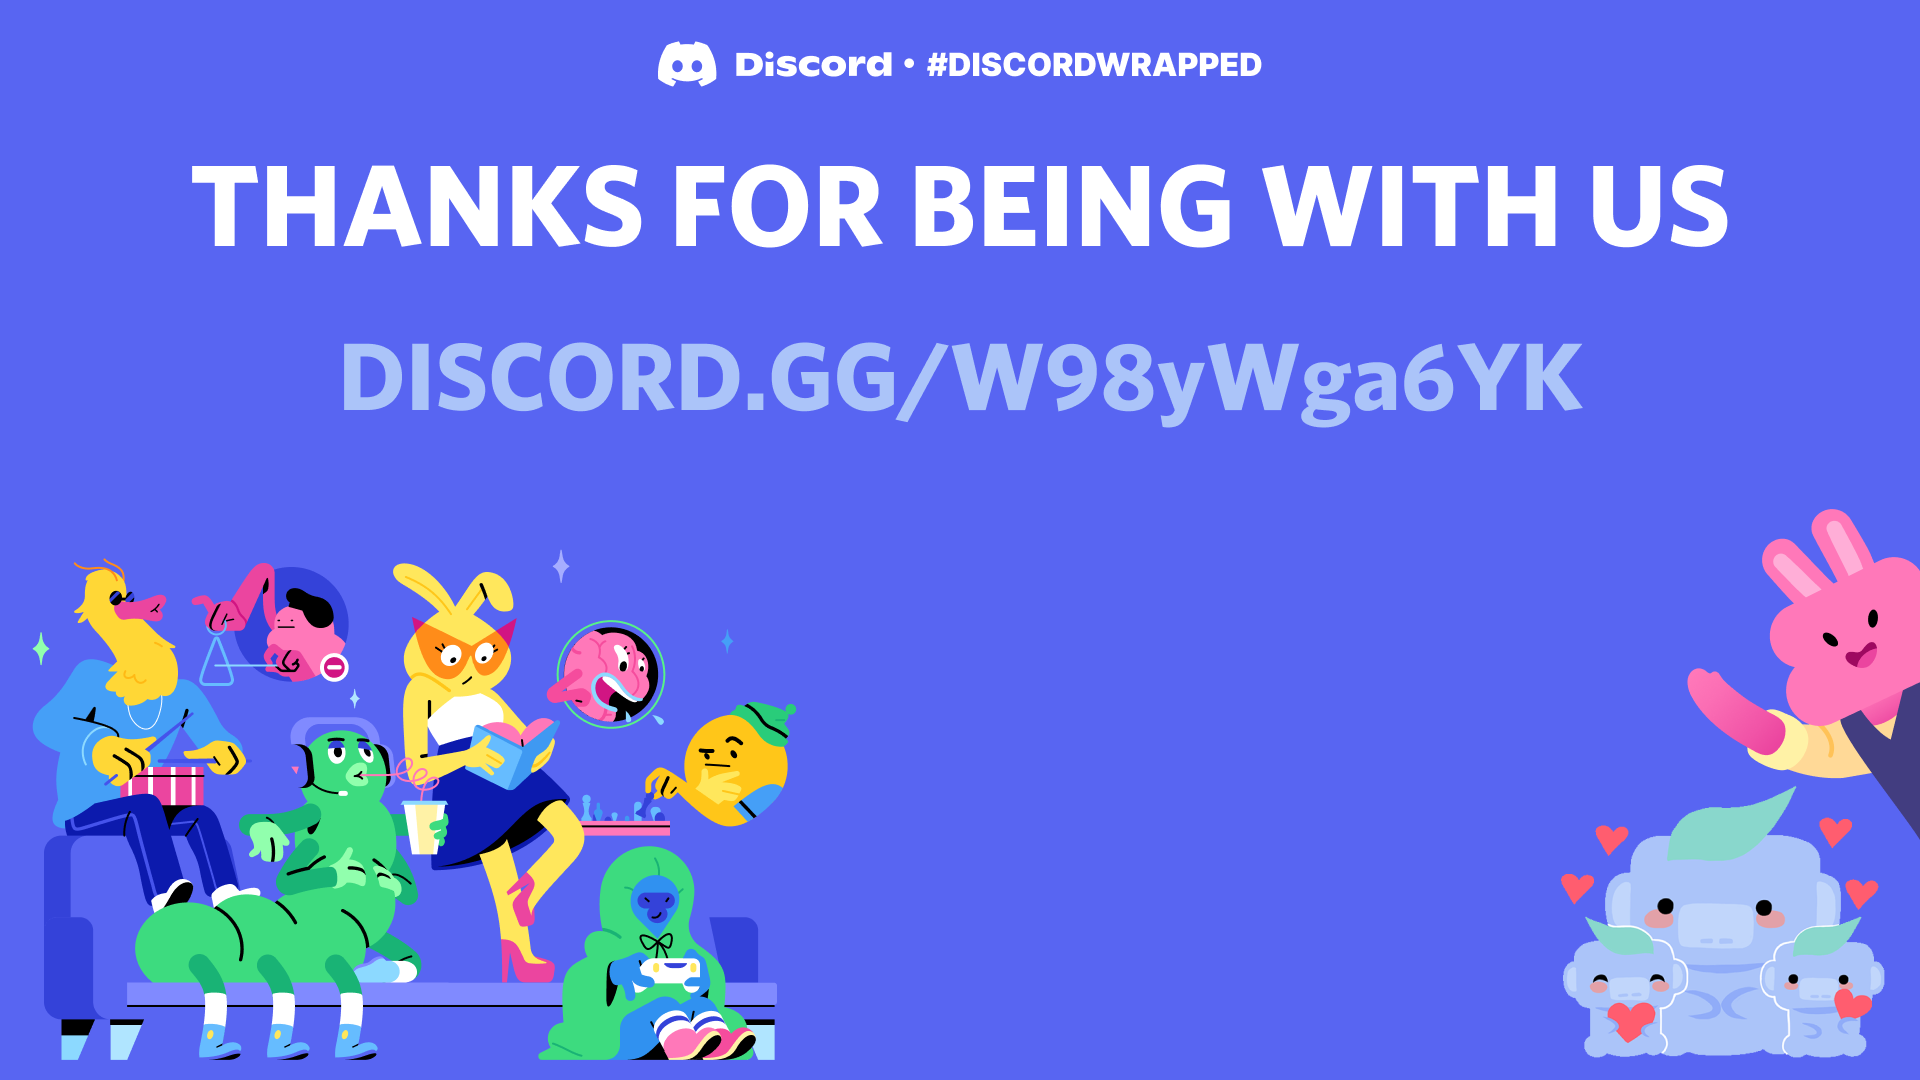 Discord • #DISCORDWRAPPED
THANKS FOR BEING WITH US
DISCORD.GG/W98yWga6YK